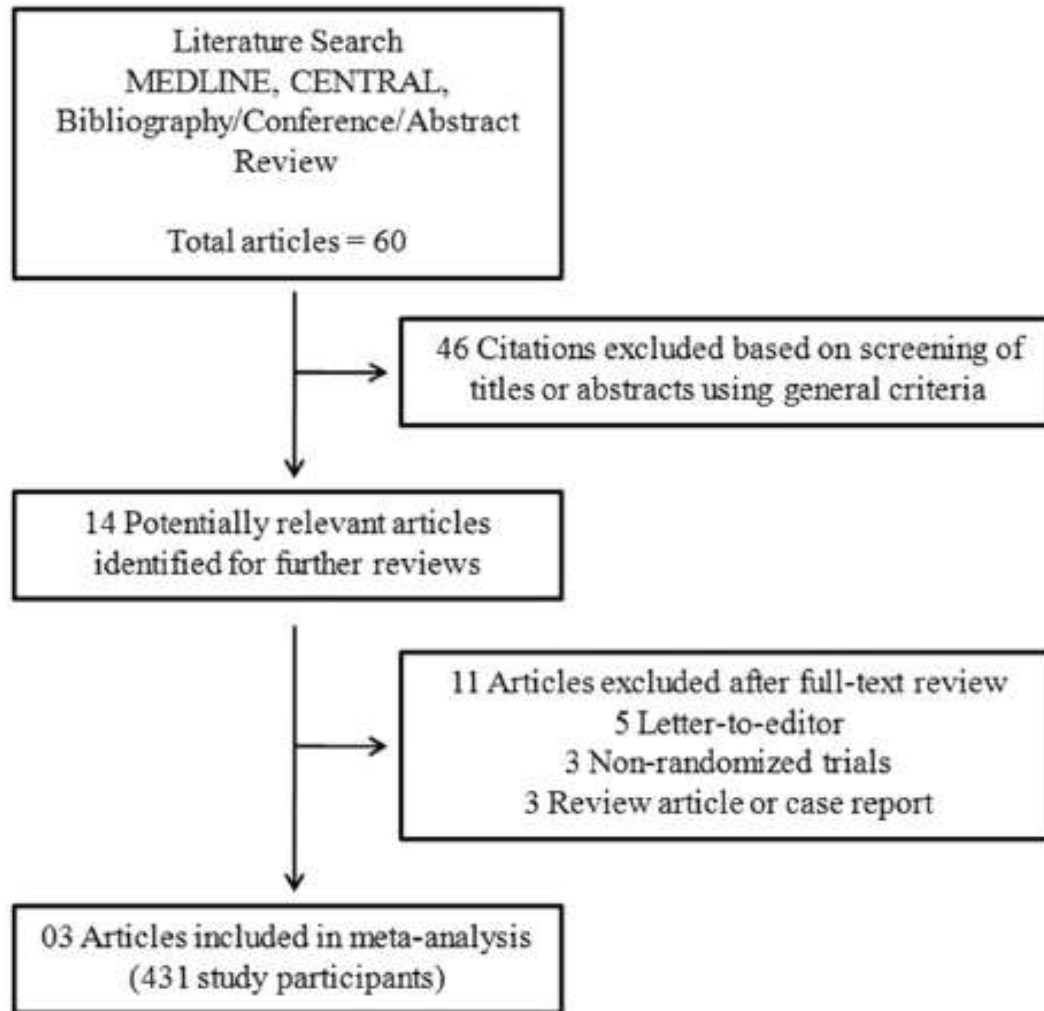 Literature Search
MEDLINE, CENTRAL,
Bibliography/Conference/Abstract
Review
Total articles = 60
46 Citations excluded based on screening of
titles or abstracts using general criteria
14 Potentially relevant articles
identified for further reviews
11 Articles excluded after full-text review
5 Letter-to-editor
3 Non-randomized trials
3 Review article or case report
03 Articles included in meta-analysis
(431 study participants)